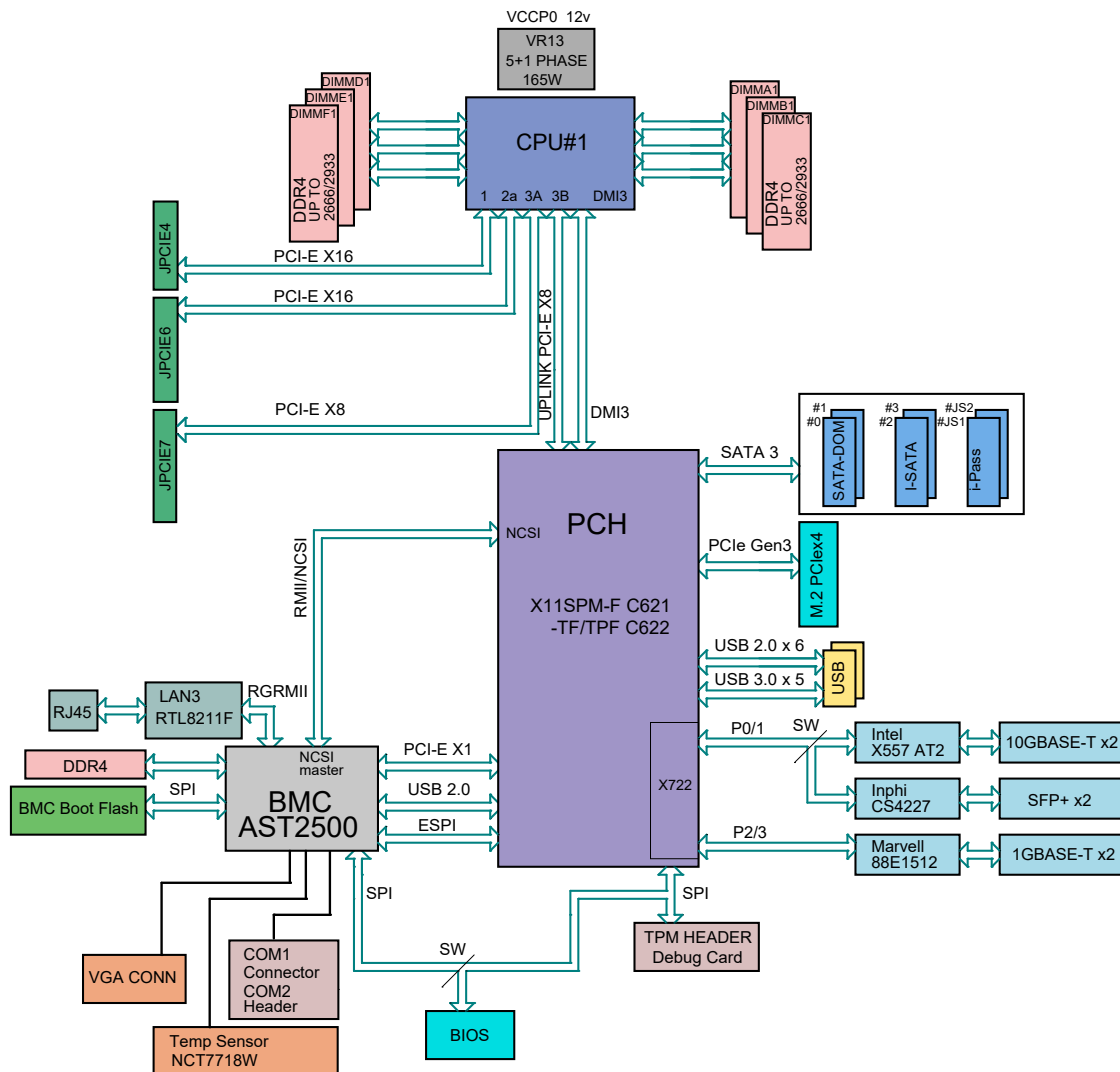 VCCP0 12v
VR13
5+1 PHASE
165W
DIMMD1
DIMME1
DIMMF1
DDR4
UP TO
2666/2933
CPU#1
1 2a 3A 3B DMI3
DIMMA1
DIMMB1
DIMMC1
DDR4
UP TO
2666/2933
JPCIE4
PCI-E X16
JPCIE6
PCI-E X16
JPCIE7
PCI-E X8
UPLINK PCI-E X8
DMI3
#1 #3 #JS2
#0 #2 #JS1
SATA-DOM
I-SATA
i-Pass
SATA 3
NCSI
PCH
RMII/NCSI
PCIe Gen3
M.2 PCIex4
X11SPM-F C621
-TF/TPF C622
USB 2.0 x 6
USB 3.0 x 5
USB
RJ45
LAN3
RTL8211F
RGRMII
P0/1
SW
Intel
X557 AT2
10GBASE-T x2
X722
Inphi
CS4227
SFP+ x2
P2/3
Marvell
88E1512
1GBASE-T x2
DDR4
SPI
BMC Boot Flash
NCSI
master
BMC
AST2500
PCI-E X1
USB 2.0
ESPI
SPI
SPI
TPM HEADER
Debug Card
SW
BIOS
VGA CONN
COM1
Connector
COM2
Header
Temp Sensor
NCT7718W